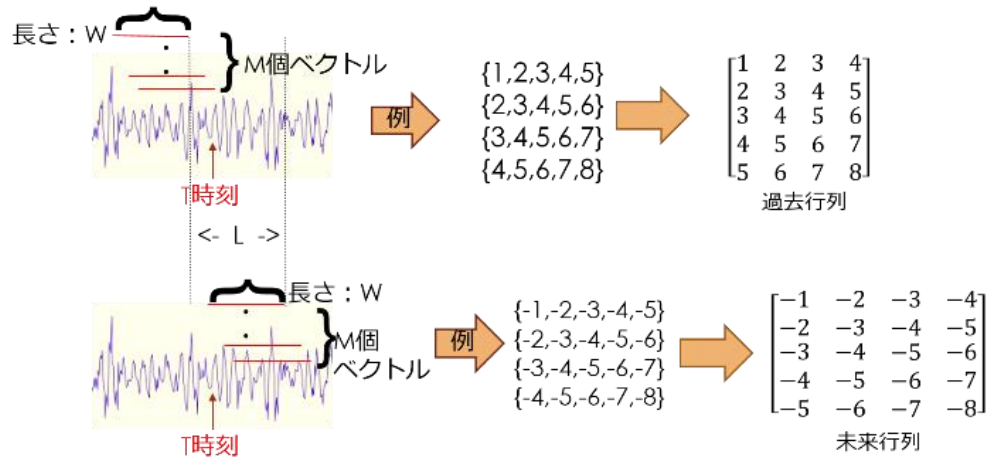 長さ：W
M個ベクトル
T時刻
例
{1,2,3,4,5}
{2,3,4,5,6}
{3,4,5,6,7}
{4,5,6,7,8}
1 2 3 4
2 3 4 5
3 4 5 6
4 5 6 7
5 6 7 8
過去行列
<- L ->
長さ：W
M個
ベクトル
T時刻
例
{-1,-2,-3,-4,-5}
{-2,-3,-4,-5,-6}
{-3,-4,-5,-6,-7}
{-4,-5,-6,-7,-8}
−1 −2 −3 −4
−2 −3 −4 −5
−3 −4 −5 −6
−4 −5 −6 −7
−5 −6 −7 −8
未来行列